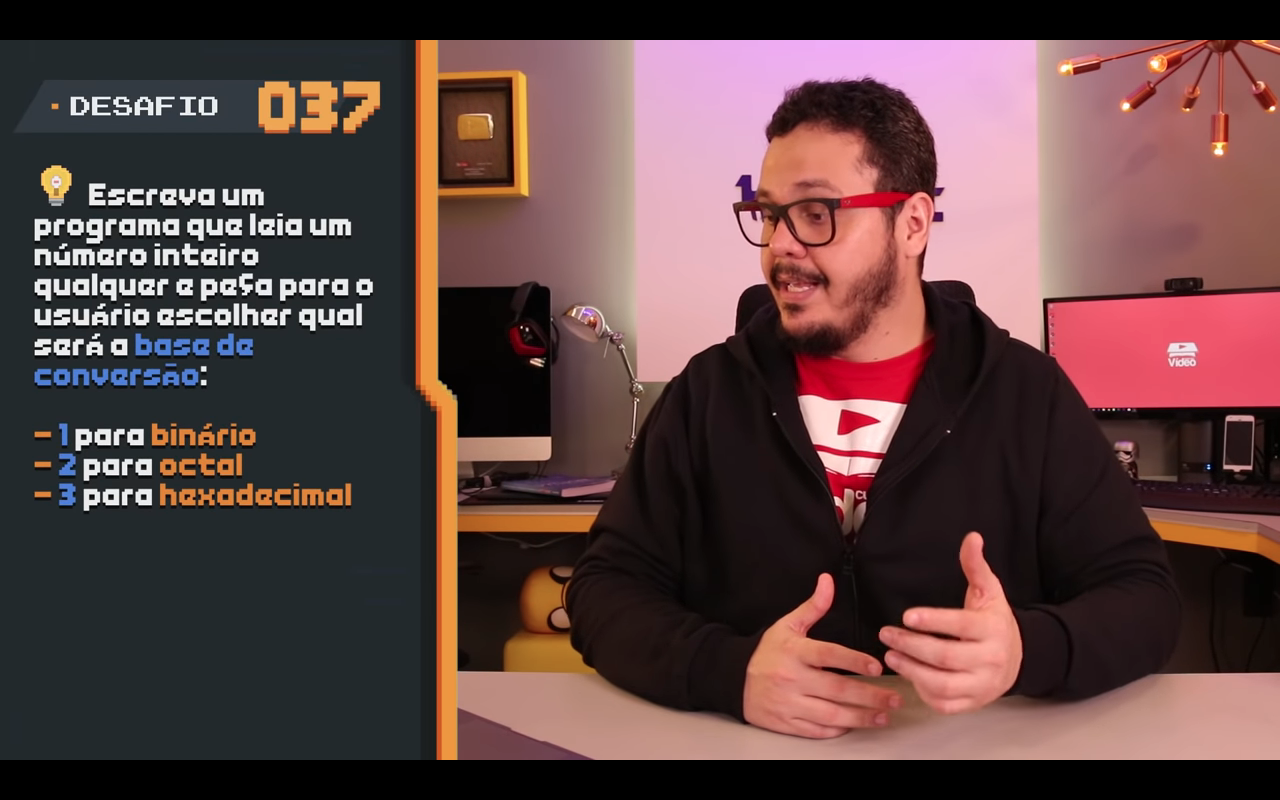 DESAFIO 037
Escreva um
programa que leia um
número inteiro
qualquer e peça para o
usuário escolher qual
será a base de
conversão:
- 1 para binário
- 2 para octal
- 3 para hexadecimal
Vídeo